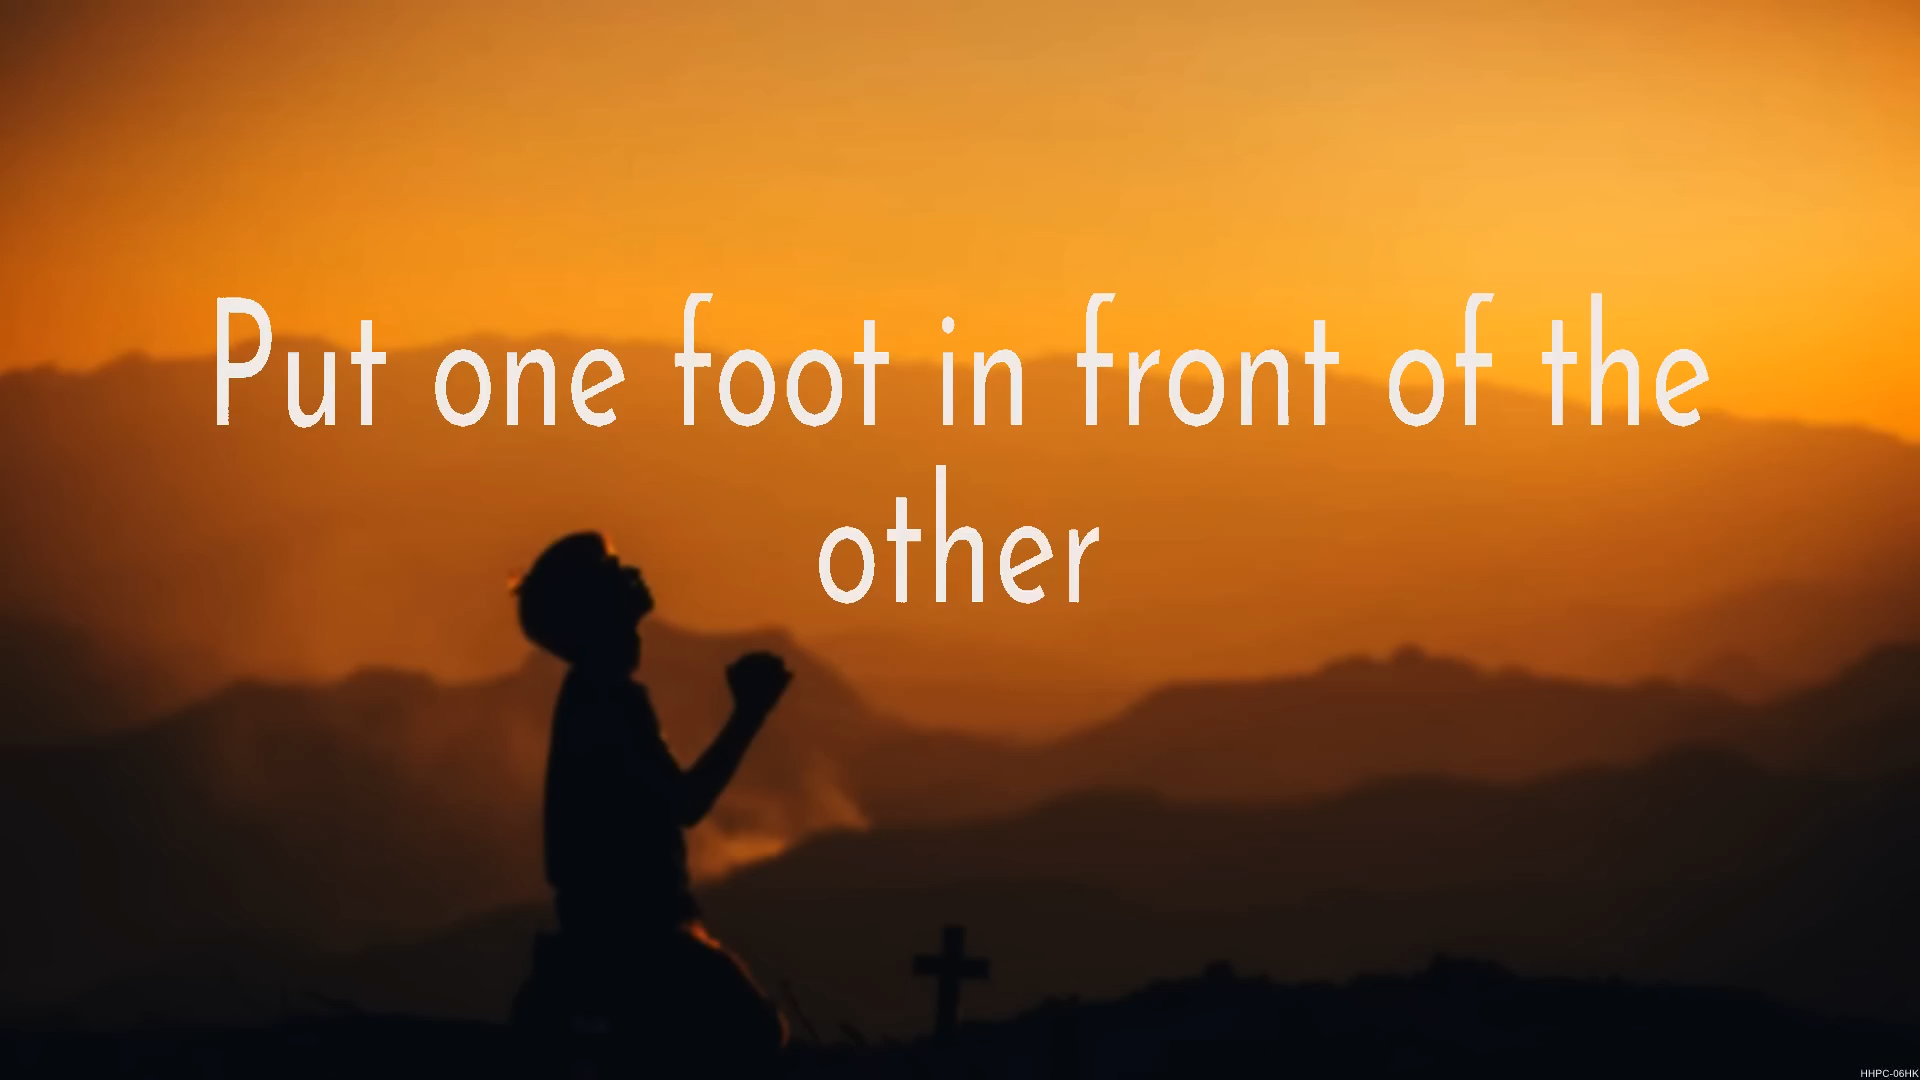 Put one foot in front of the
other
HHPC-06HK